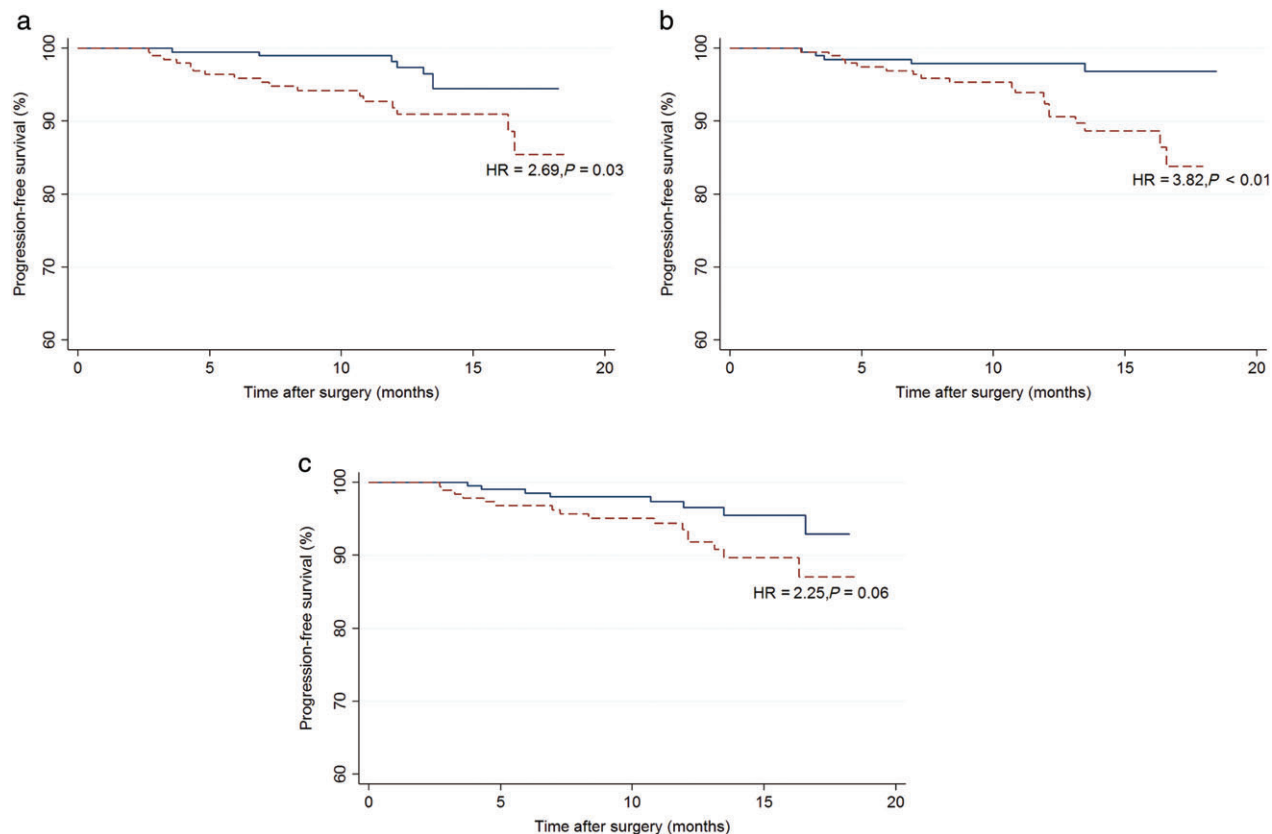 a
Progression-free survival (%)
100
90
80
70
60
HR = 2.69,P = 0.03
0 5 10 15 20
Time after surgery (months)
b
Progression-free survival (%)
100
90
80
70
60
HR = 3.82,P < 0.01
0 5 10 15 20
Time after surgery (months)
c
Progression-free survival (%)
100
90
80
70
60
HR = 2.25,P = 0.06
0 5 10 15 20
Time after surgery (months)